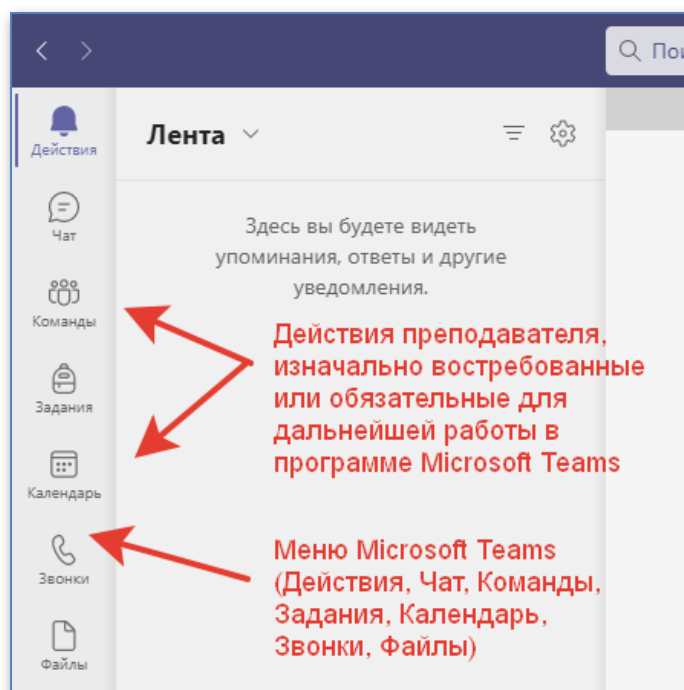 Действия
Лента
Чат
Здесь вы будете видеть
упоминания, ответы и другие
уведомления.
Команды
Действия преподавателя,
изначально востребованные
или обязательные для
дальнейшей работы в
программе Microsoft Teams
Задания
Календарь
Звонки
Меню Microsoft Teams
(Действия, Чат, Команды,
Задания, Календарь,
Звонки, Файлы)
Файлы